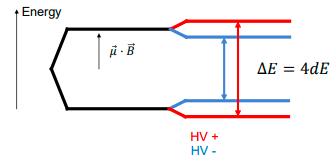 Energy
μ⃗ · B⃗
ΔE = 4dE
HV +
HV -